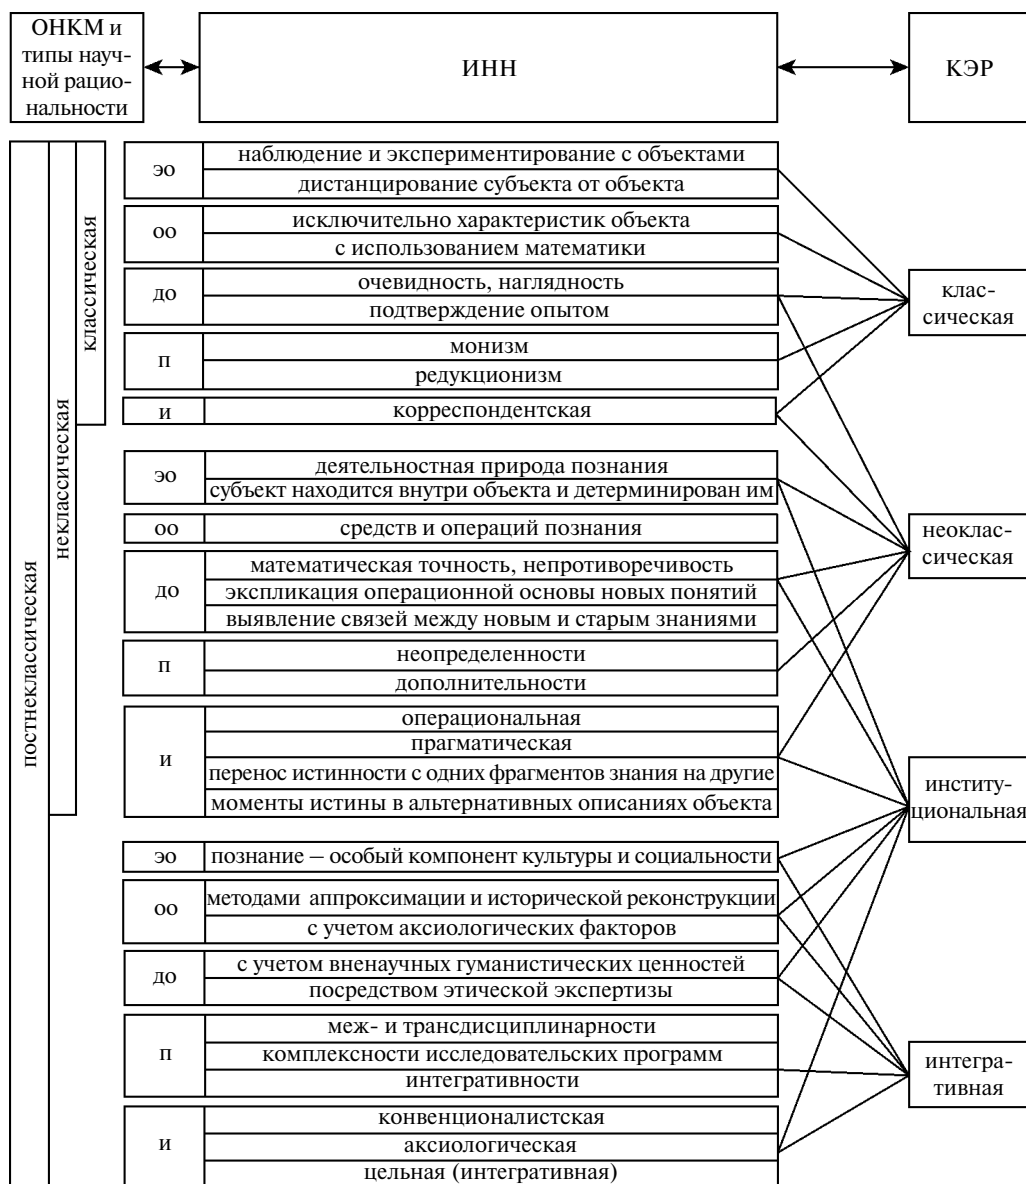 ОНКМ и
типы науч-
ной рацио-
нальности
ИНН
КЭР
постнеклассическая
неклассическая
классическая
эо
наблюдение и экспериментирование с объектами
дистанцирование субъекта от объекта
оо
исключительно характеристик объекта
с использованием математики
до
очевидность, наглядность
подтверждение опытом
п
монизм
редукционизм
и
корреспондентская
клас-
сическая
эо
деятельностная природа познания
субъект находится внутри объекта и детерминирован им
оо
средств и операций познания
до
математическая точность, непротиворечивость
экспликация операционной основы новых понятий
выявление связей между новым и старым знаниями
п
неопределенности
дополнительности
и
операциональная
прагматическая
перенос истинности с одних фрагментов знания на другие
моменты истины в альтернативных описаниях объекта
неоклас-
сическая
институ-
циональная
эо
познание – особый компонент культуры и социальности
оо
методами аппроксимации и исторической реконструкции
с учетом аксиологических факторов
до
с учетом вненаучных гуманистических ценностей
посредством этической экспертизы
п
меж- и трансдисциплинарности
комплексности исследовательских программ
интегративности
и
конвенционалистская
аксиологическая
цельная (интегративная)
интегра-
тивная